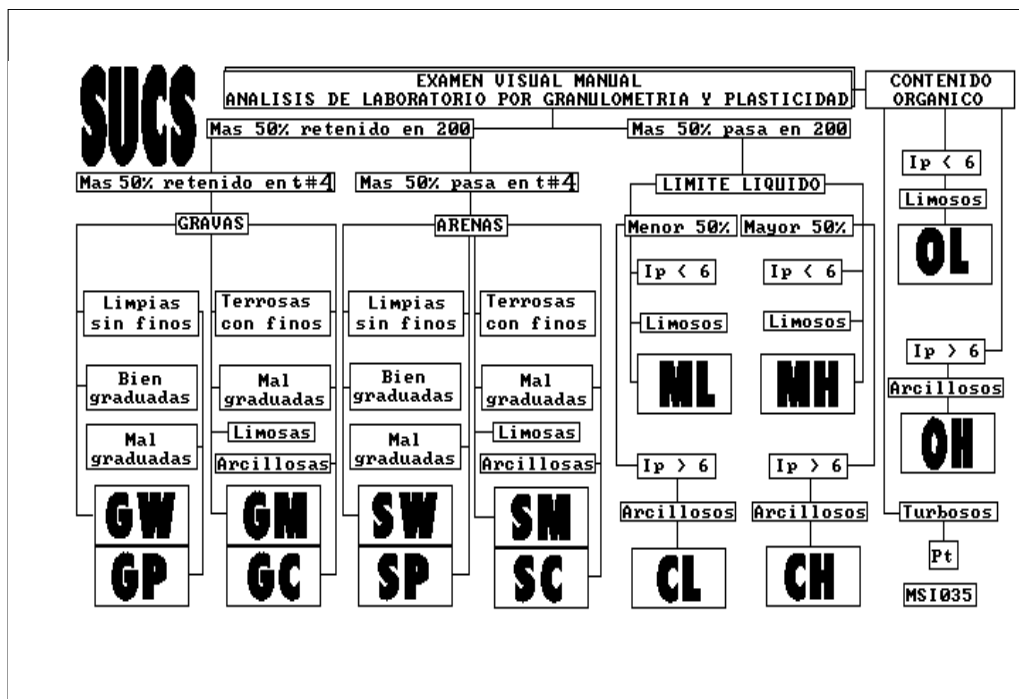 SUCS
EXAMEN VISUAL MANUAL
ANALISIS DE LABORATORIO POR GRANULOMETRIA Y PLASTICIDAD
CONTENIDO
ORGANICO
Mas 50% retenido en 200
Mas 50% pasa en 200
Mas 50% retenido en t#4
Mas 50% pasa en t#4
LIMITE LIQUIDO
GRAVAS
ARENAS
Menor 50%
Mayor 50%
Limpias
sin finos
Terrosas
con finos
Limpias
sin finos
Terrosas
con finos
Bien
graduadas
Mal
graduadas
Bien
graduadas
Mal
graduadas
Mal
graduadas
Limosas
Arcillosas
Mal
graduadas
Limosas
Arcillosas
GW
GP
GM
GC
SW
SP
SM
SC
Ip < 6
Limosos
ML
Ip > 6
Arcillosos
CL
Ip < 6
Limosos
MH
Ip > 6
Arcillosos
CH
Ip < 6
Limosos
OL
Ip > 6
Arcillosos
OH
Turbosos
Pt
MSI035